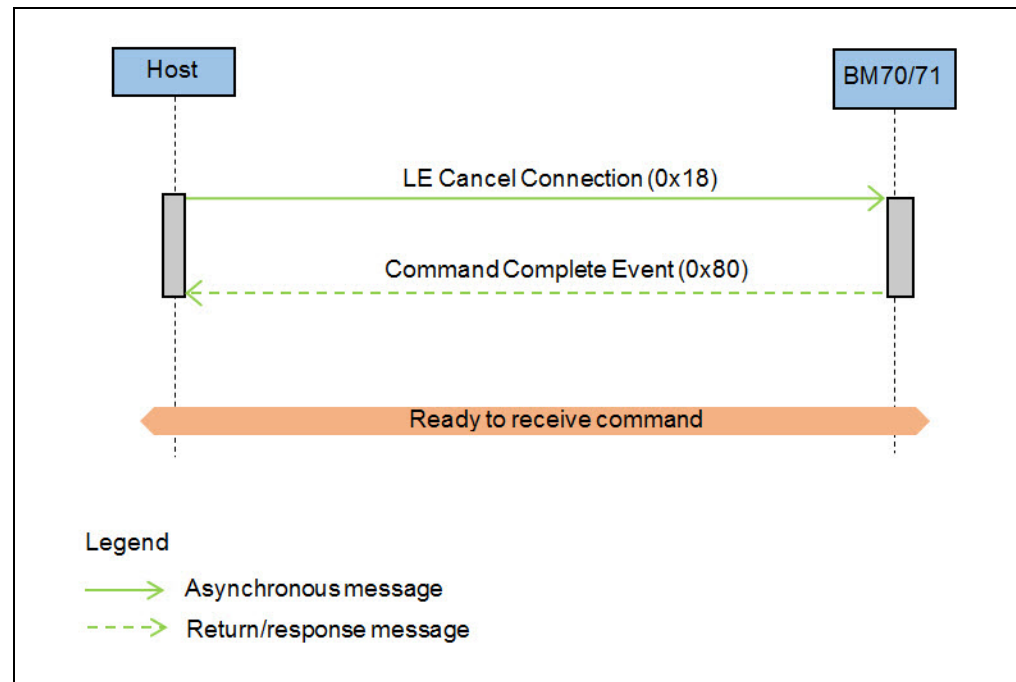 Host
BM70/71
LE Cancel Connection (0x18)
Command Complete Event (0x80)
Ready to receive command
Legend
Asynchronous message
Return/response message